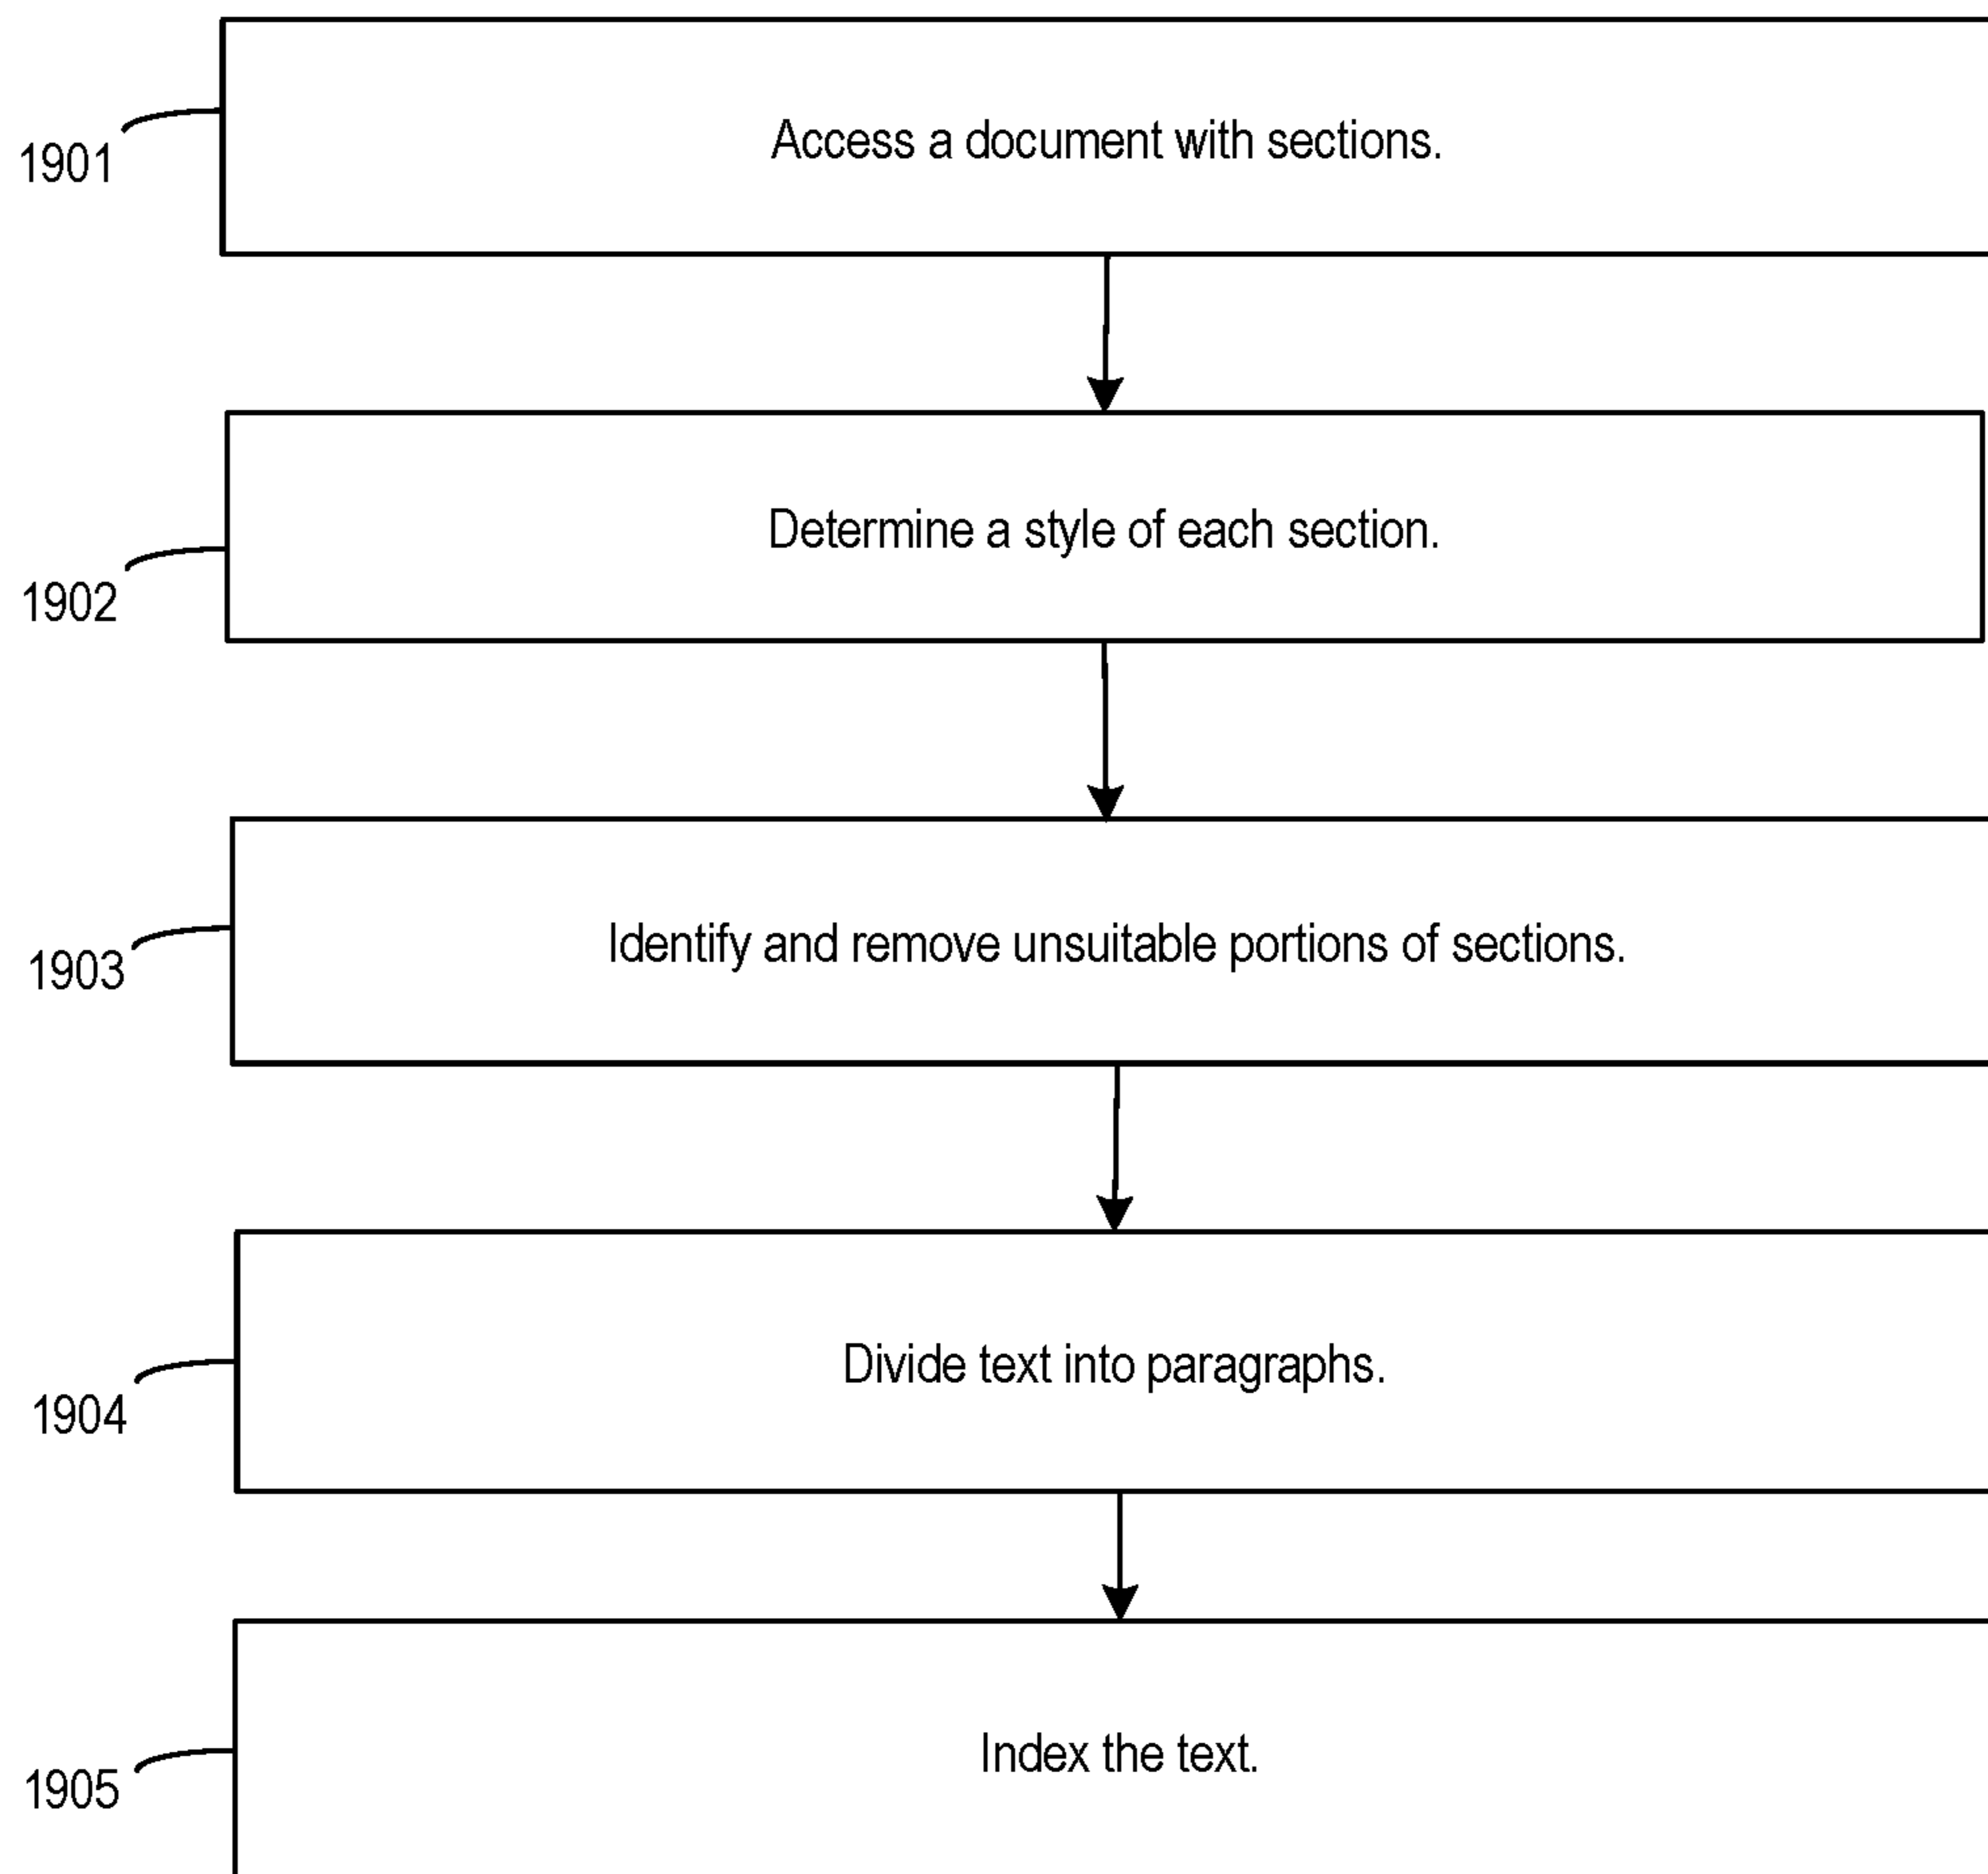 Access a document with sections.
1901
Determine a style of each section.
1902
Identify and remove unsuitable portions of sections.
1903
Divide text into paragraphs.
1904
Index the text.
1905